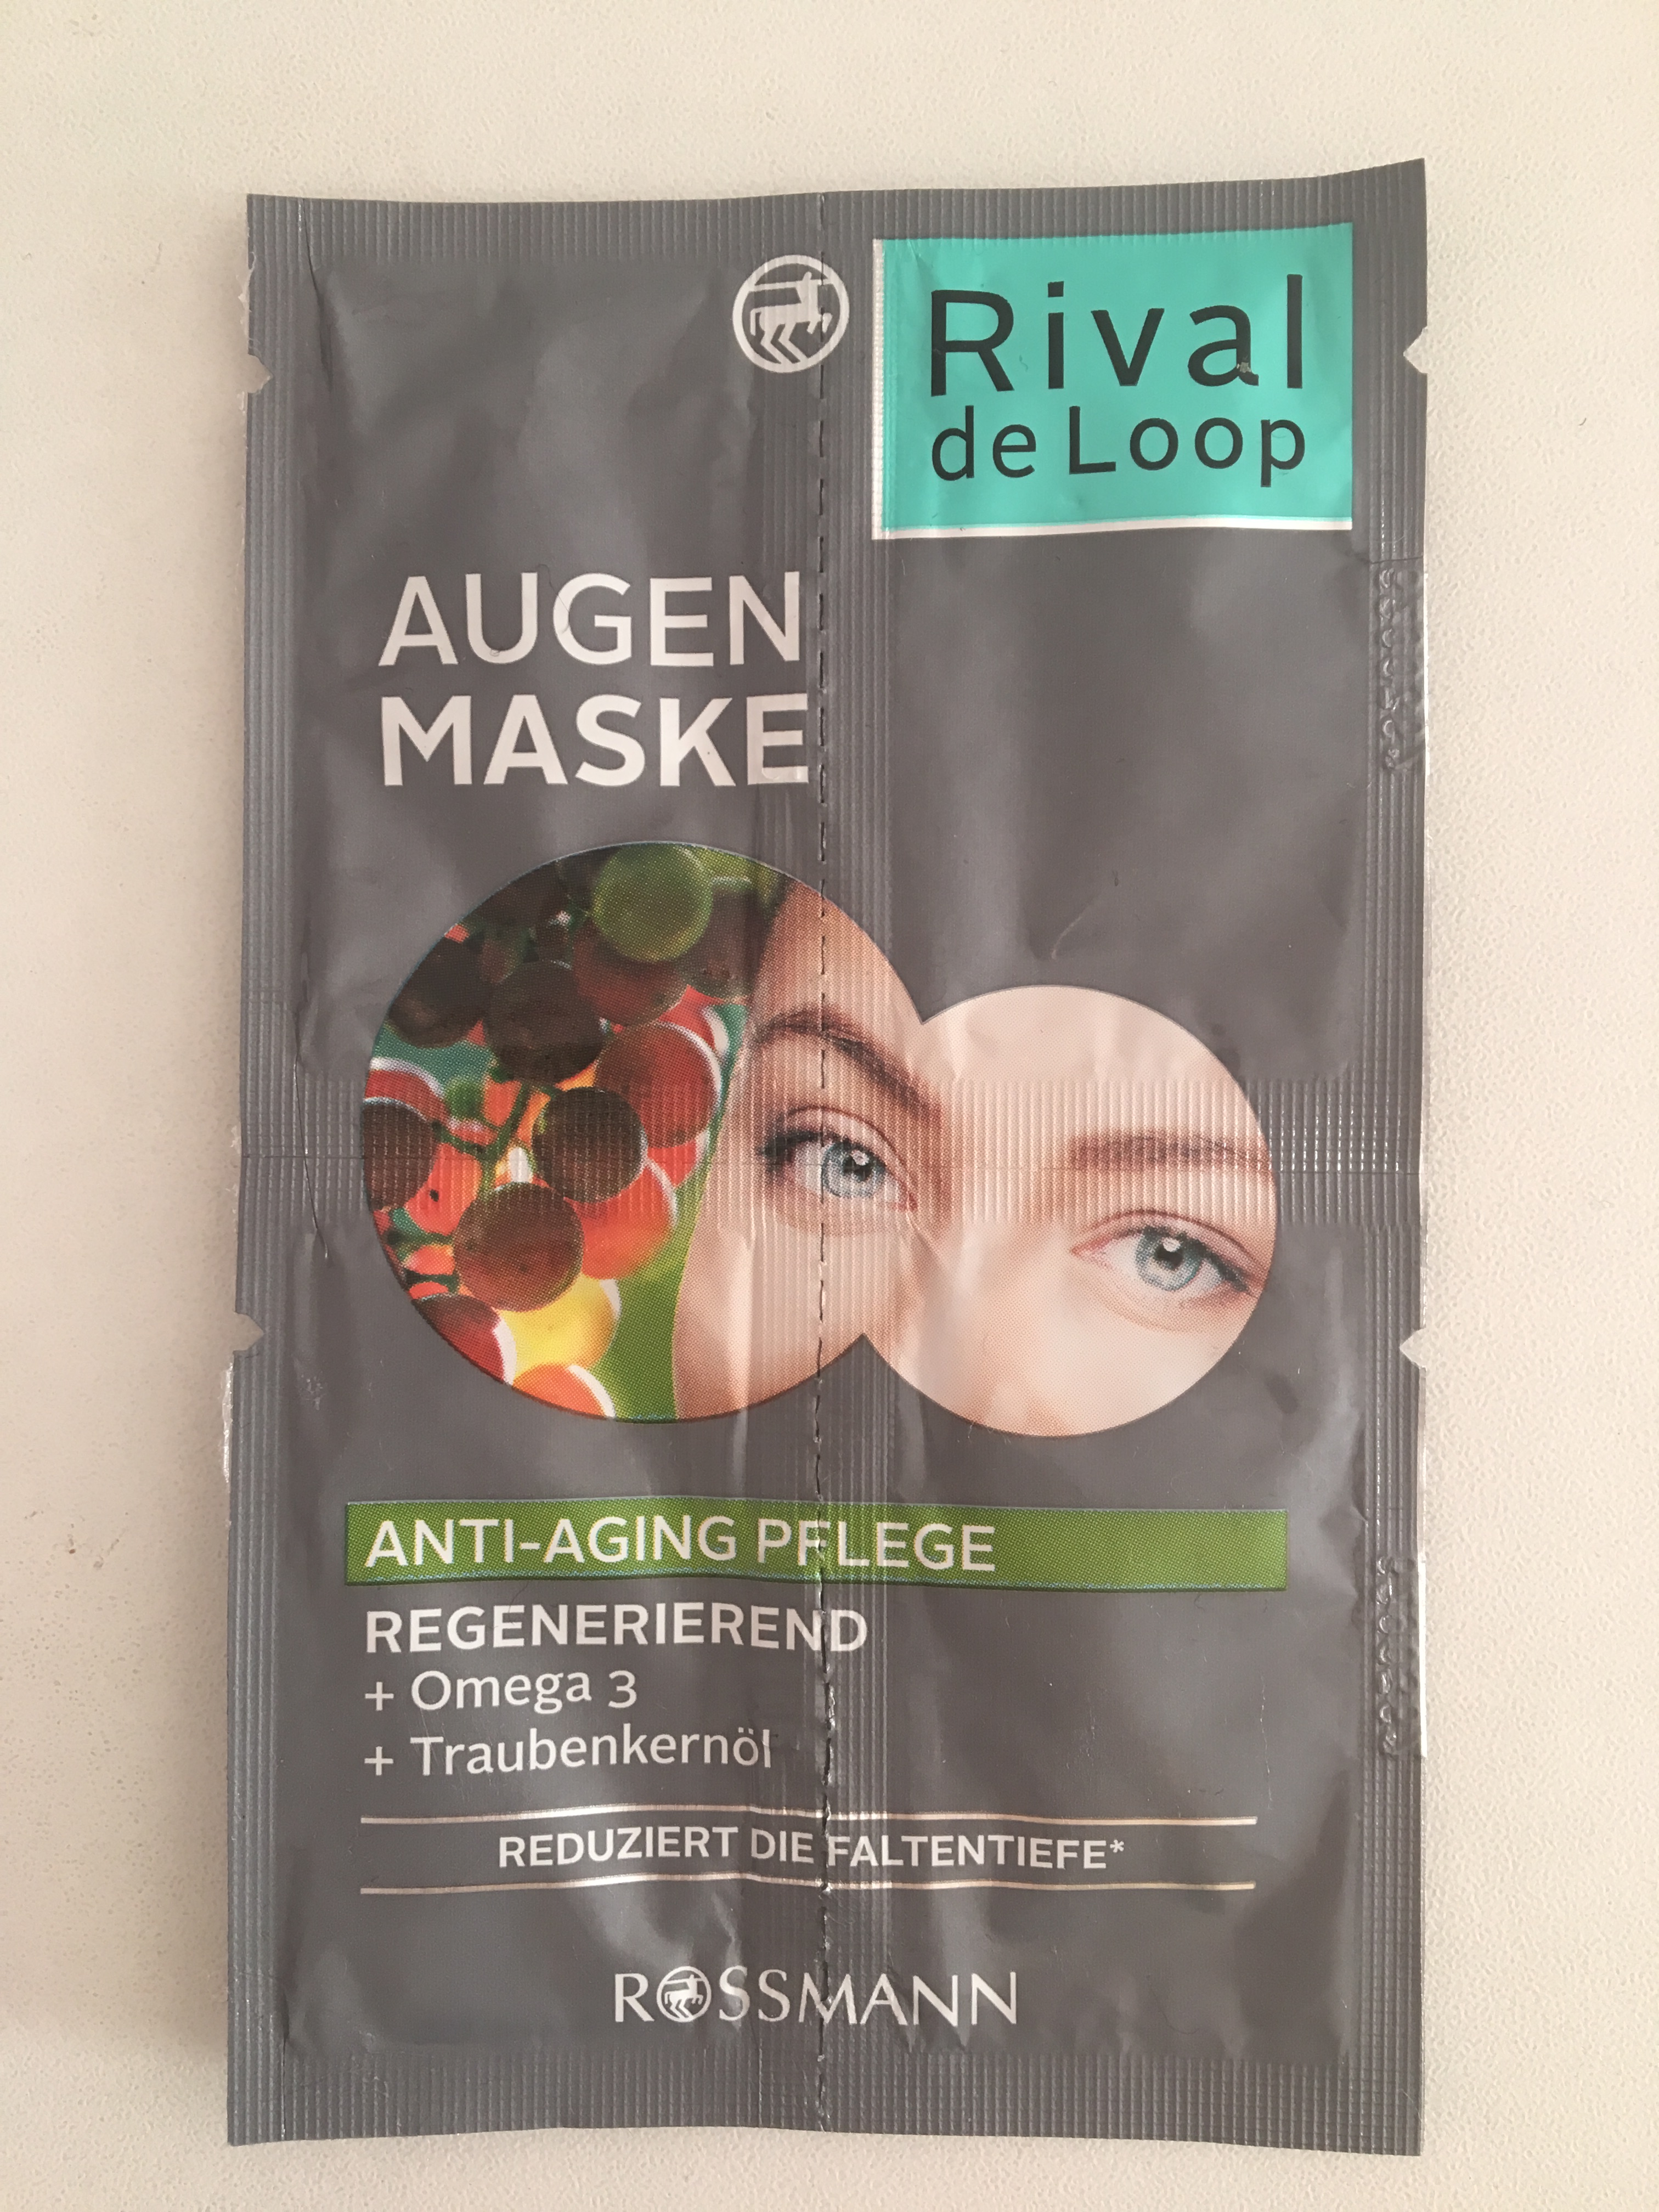 Rival
de Loop
AUGEN
MASKE
ANTI-AGING PFLEGE
REGENERIEREND
+ Omega 3
+ Traubenkernöl
REDUZIERT DIE FALTENTIEFE*
ROSSMANN